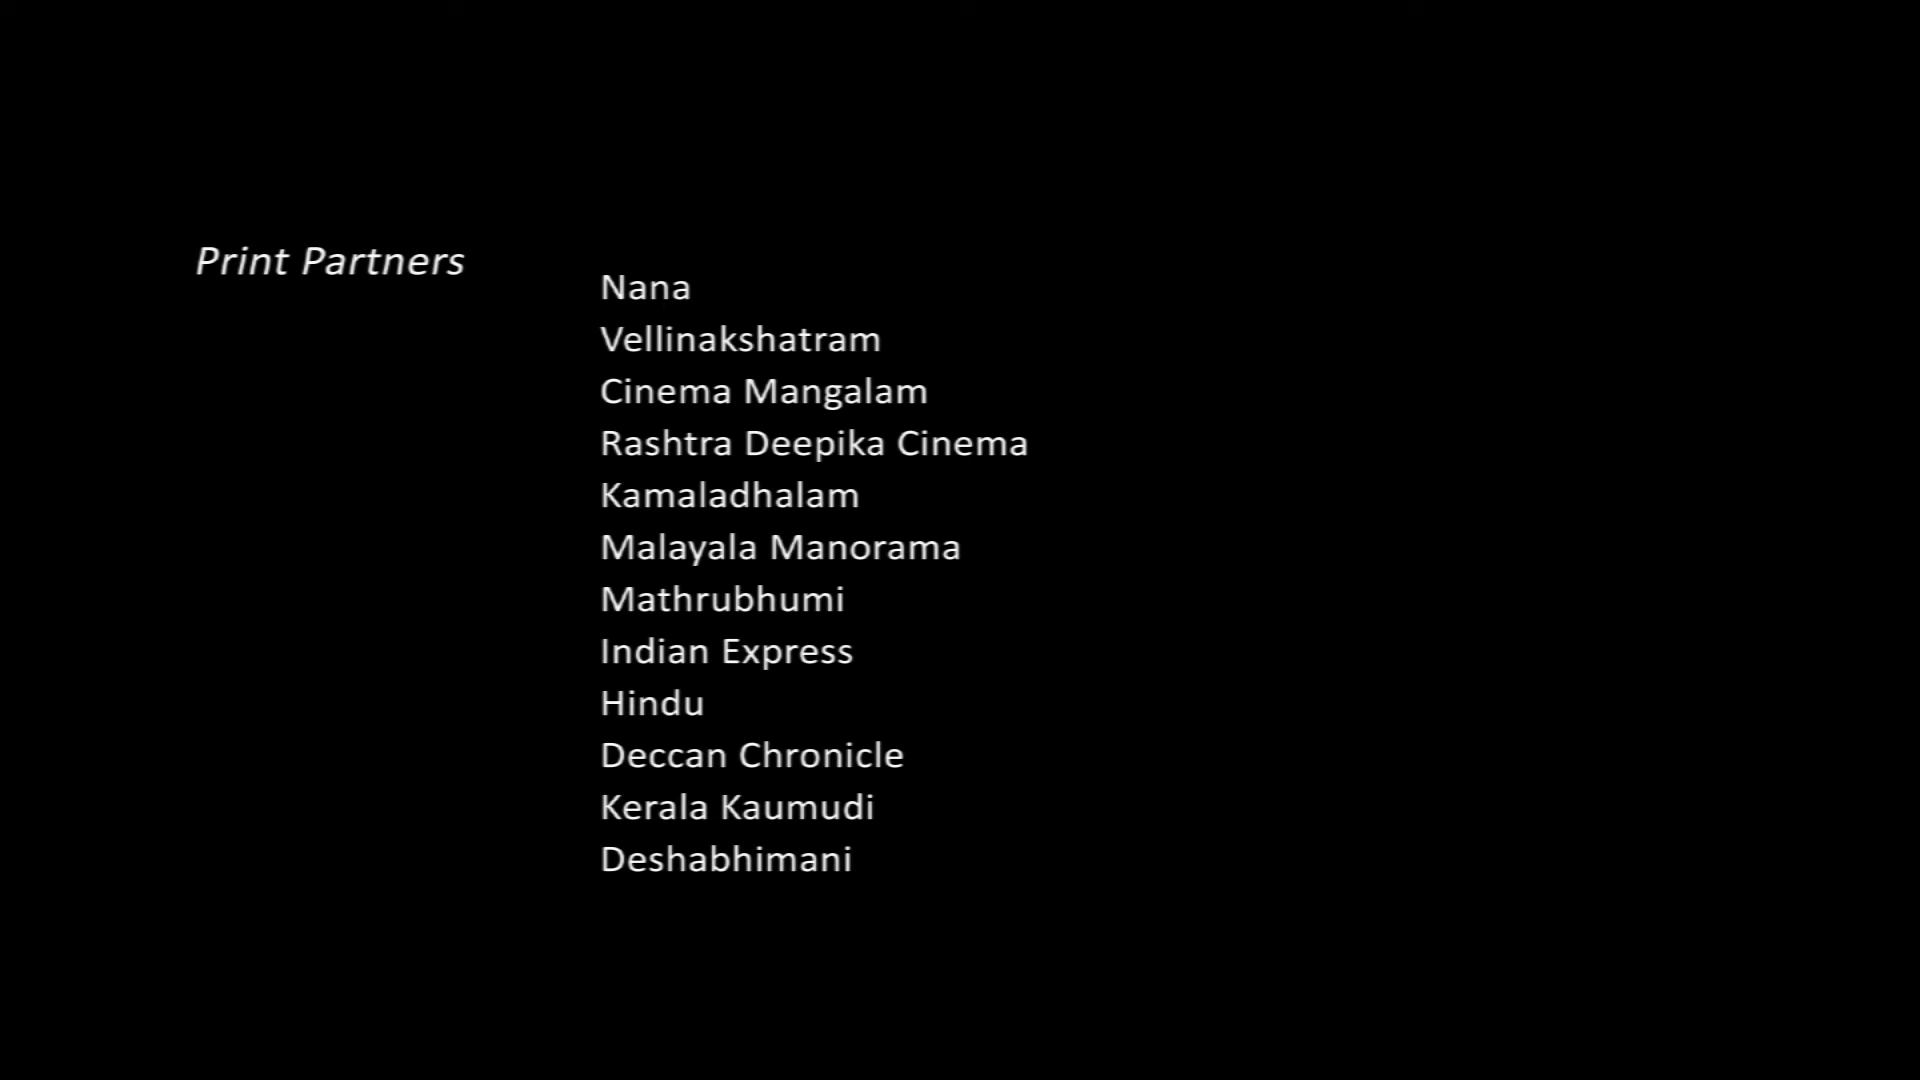 Print Partners
Nana
Vellinakshatram
Cinema Mangalam
Rashtra Deepika Cinema
Kamaladhalam
Malayala Manorama
Mathrubhumi
Indian Express
Hindu
Deccan Chronicle
Kerala Kaumudi
Deshabhimani